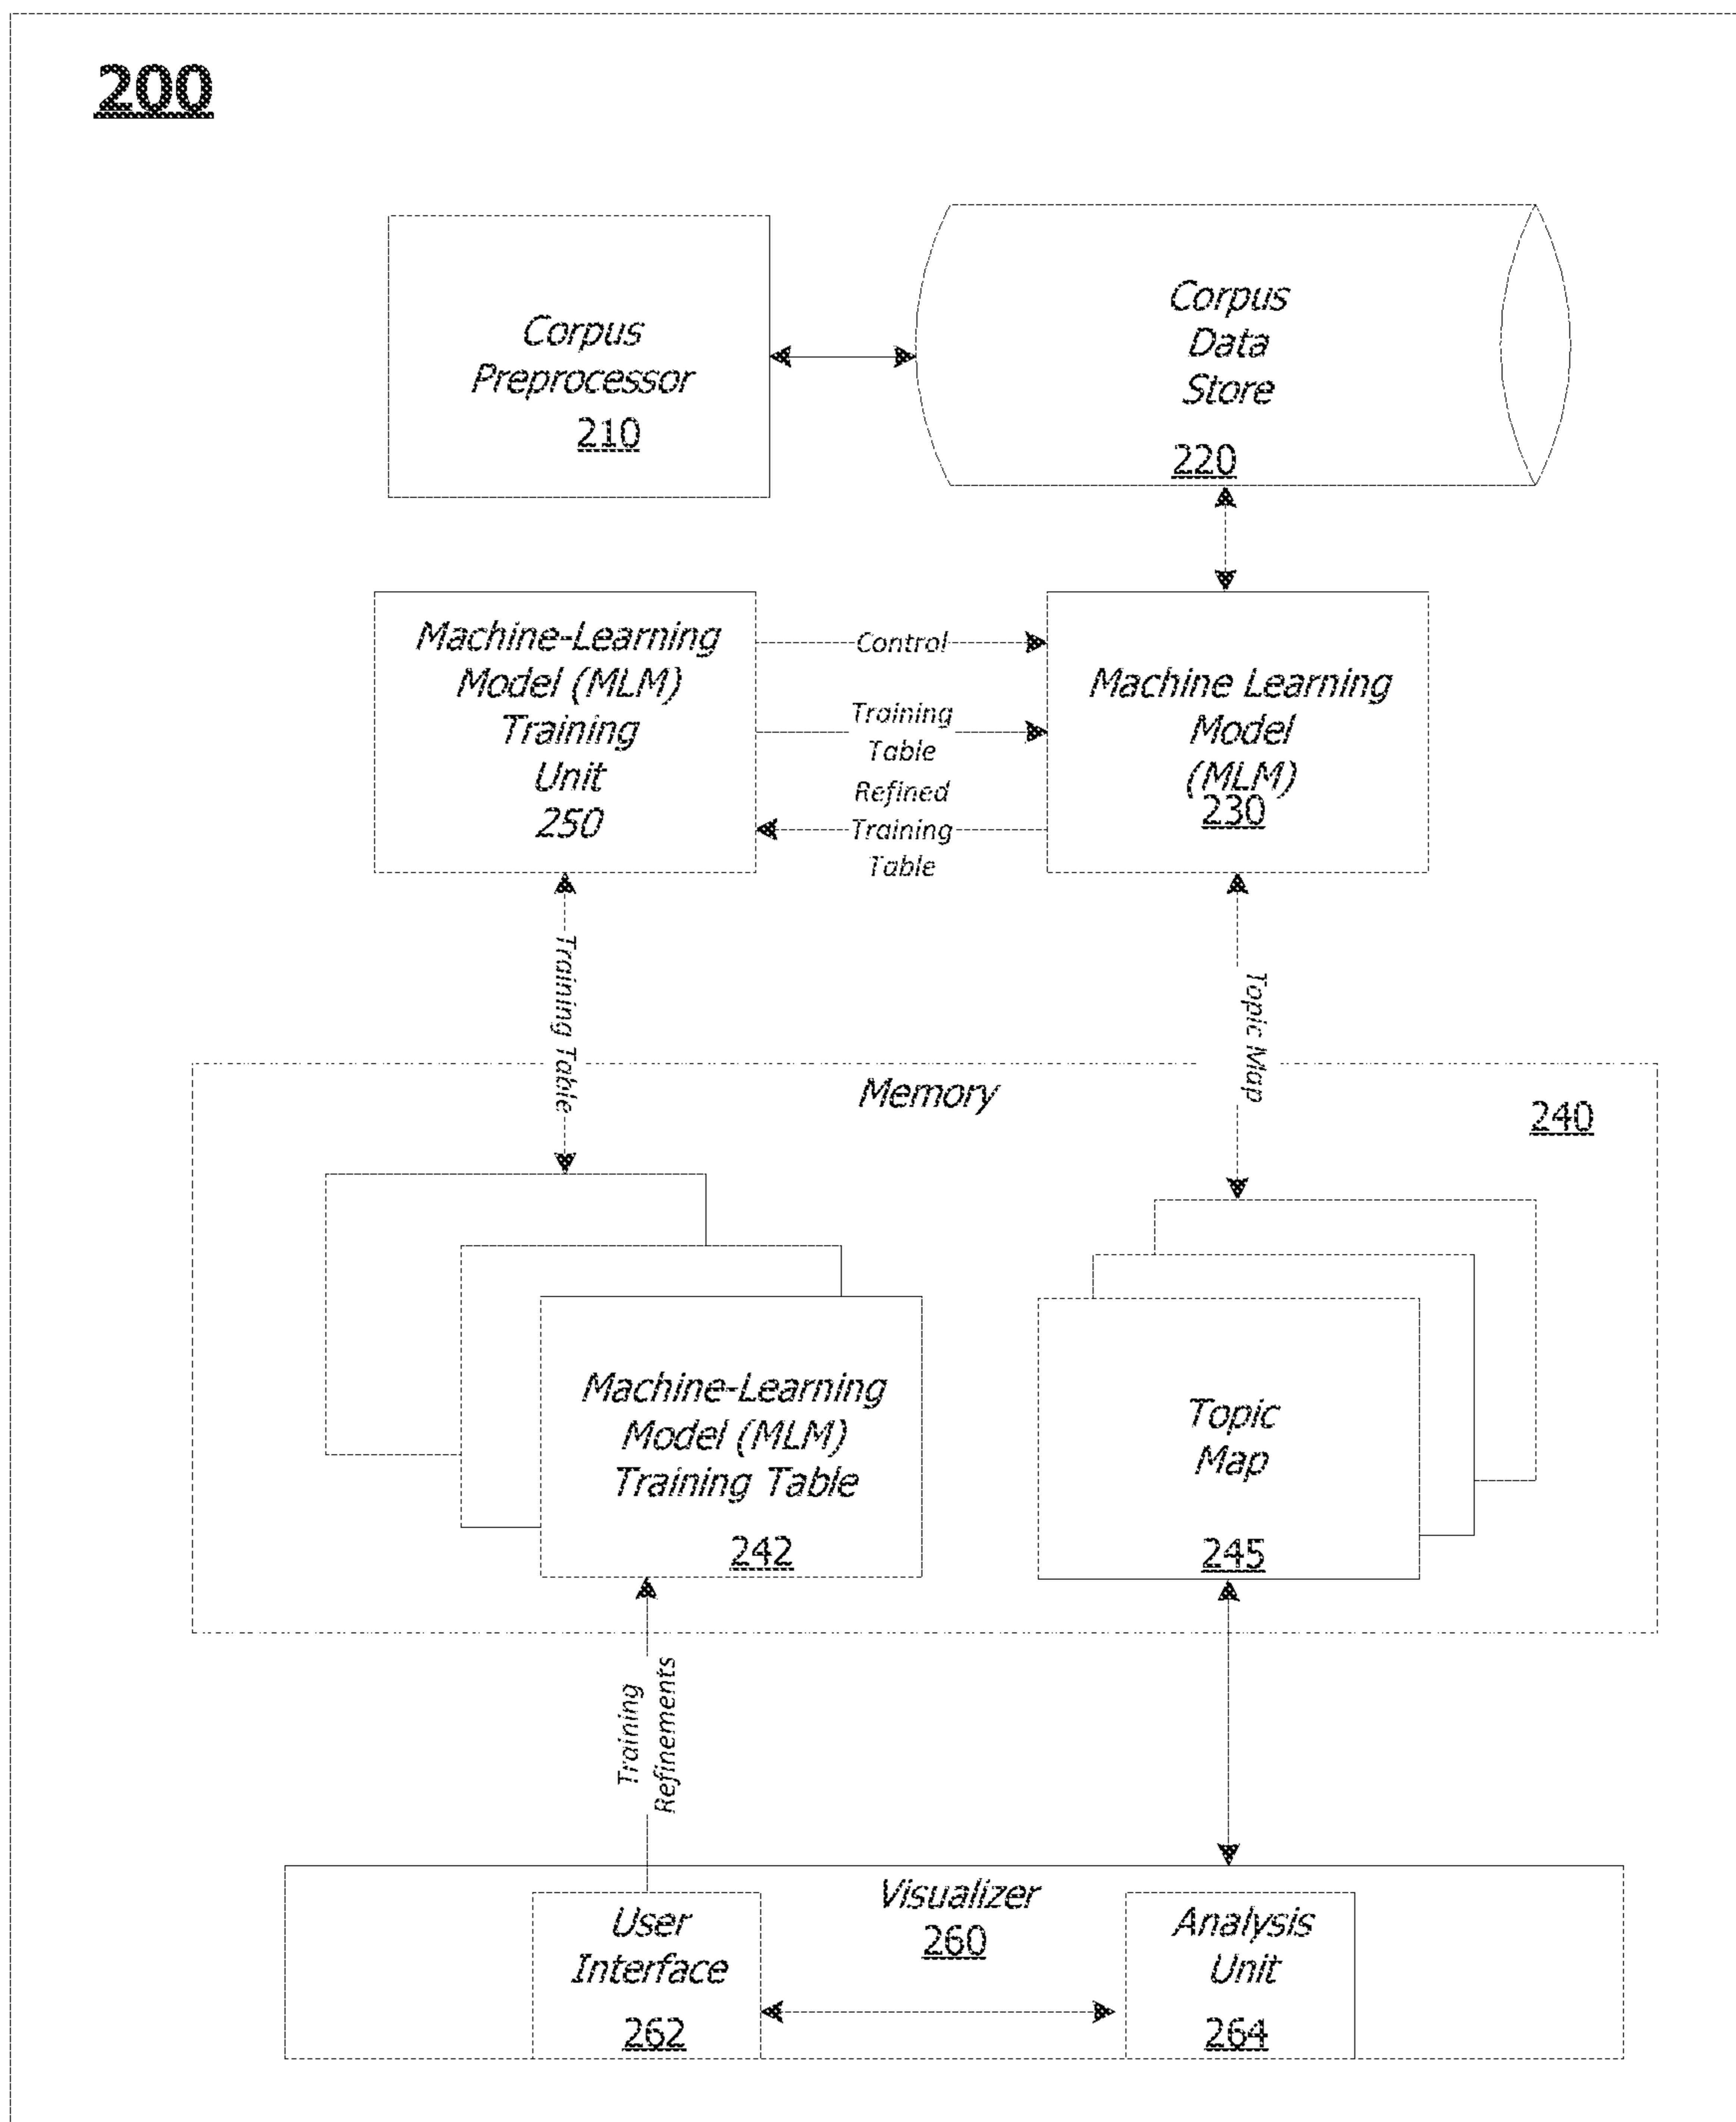 200
Corpus
Preprocessor
210
Corpus
Data
Store
220
Machine-Learning
Model (MLM)
Training
Unit
250
Control
Training
Table
Refined
Training
Table
Machine Learning
Model
(MLM)
230
Training Table
Topic Map
Memory
240
Machine-Learning
Model (MLM)
Training Table
242
Topic
Map
245
Training
Refinements
Visualizer
260
User
Interface
262
Analysis
Unit
264